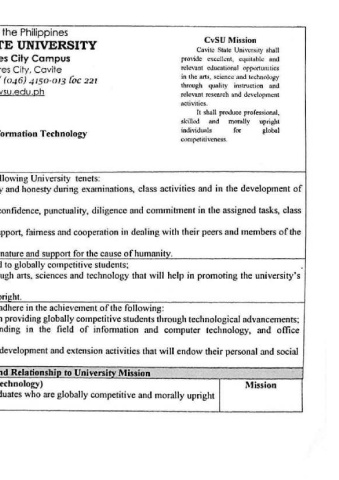 the Philippines
TE UNIVERSITY
es City Campus
res City, Cavite
(046) 4150-013 loc 221
vsu.edu.ph
ormation Technology
CvSU Mission
Cavite State University shall
provide excellent, equitable and
relevant educational opportunities
in the arts, science and technology
through quality instruction and
relevant research and development
activities.
It shall produce professional,
skilled and morally upright
individuals for global
competitiveness.
llowing University tenets:
y and honesty during examinations, class activities and in the development of
confidence, punctuality, diligence and commitment in the assigned tasks, class
pport, fairness and cooperation in dealing with their peers and members of the
nature and support for the cause of humanity.
l to globally competitive students;
ugh arts, sciences and technology that will help in promoting the university's
right.
adhere in the achievement of the following:
n providing globally competitive students through technological advancements;
nding in the field of information and computer technology, and office
development and extension activities that will endow their personal and social
nd Relationship to University Mission
echnology)
Mission
duates who are globally competitive and morally upright